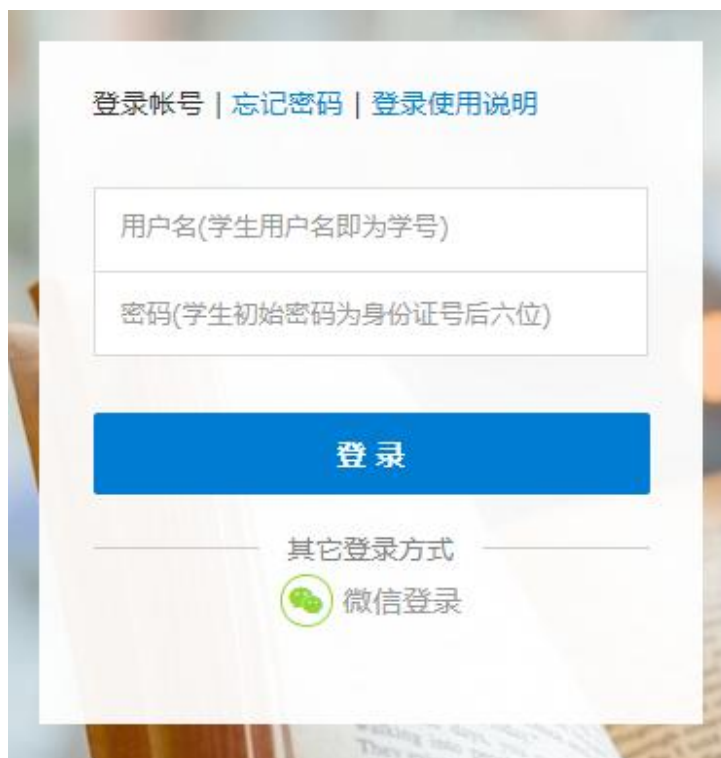 登录帐号 | 忘记密码 | 登录使用说明
用户名(学生用户名即为学号)
密码(学生初始密码为身份证号后六位)
登 录
其它登录方式
微信登录